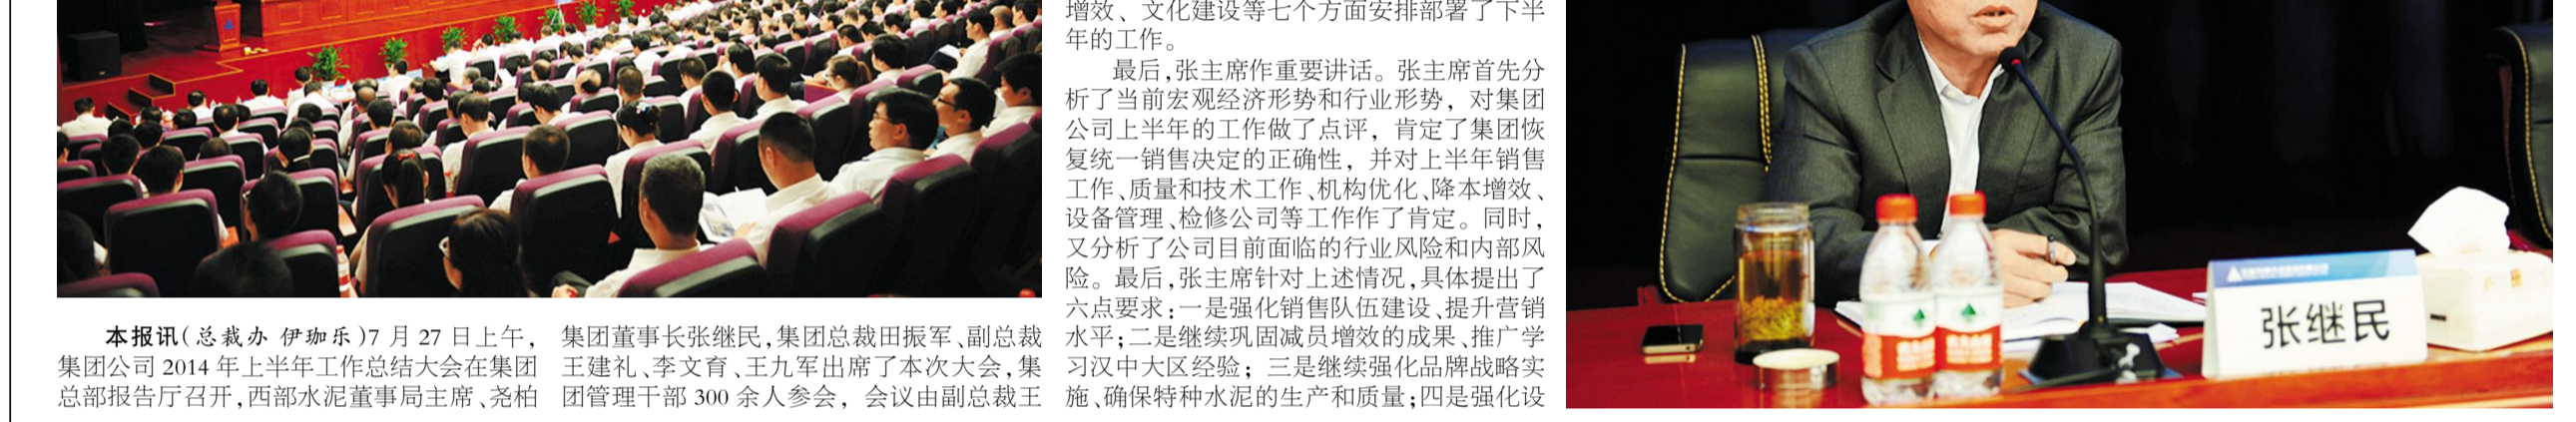 本报讯(总裁办 伊珈乐)7月27日上午，
集团公司2014年上半年工作总结大会在集团
总部报告厅召开，西部水泥董事局主席、尧柏
集团董事长张继民，集团总裁田振军、副总裁
王建礼、李文育、王九军出席了本次大会，集
团管理干部300余人参会，会议由副总裁王
增效、文化建设等七个方面安排部署了下半
年的工作。
最后，张主席作重要讲话。张主席首先分
析了当前宏观经济形势和行业形势，对集团
公司上半年的工作做了点评，肯定了集团恢
复统一销售决定的正确性，并对上半年销售
工作、质量和技术工作、机构优化、降本增效、
设备管理、检修公司等工作作了肯定。同时，
又分析了公司目前面临的行业风险和内部风
险。最后，张主席针对上述情况，具体提出了
六点要求：一是强化销售队伍建设、提升营销
水平；二是继续巩固减员增效的成果、推广学
习汉中大区经验；三是继续强化品牌战略实
施、确保特种水泥的生产和质量；四是强化设
张继民